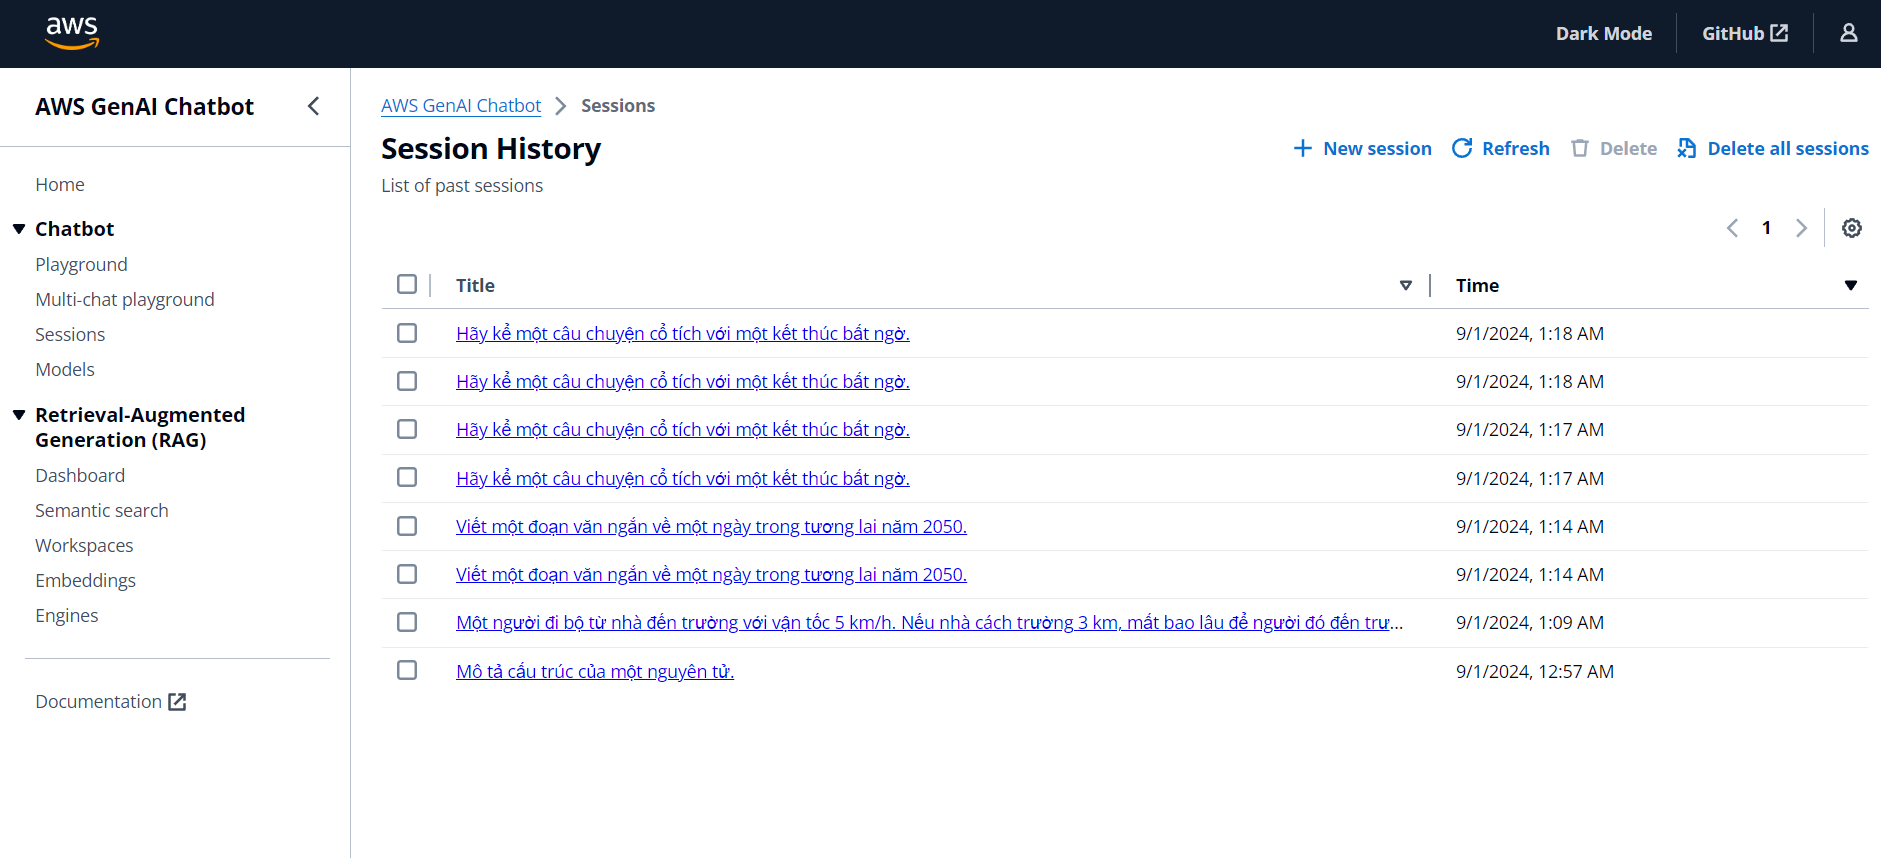 aws
Dark Mode
GitHub
AWS GenAI Chatbot
Home
Chatbot
Playground
Multi-chat playground
Sessions
Models
Retrieval-Augmented
Generation (RAG)
Dashboard
Semantic search
Workspaces
Embeddings
Engines
Documentation
AWS GenAI Chatbot > Sessions
Session History
List of past sessions
New session
Refresh
Delete
Delete all sessions
1
Title Time
Hãy kể một câu chuyện cổ tích với một kết thúc bất ngờ. 9/1/2024, 1:18 AM
Hãy kể một câu chuyện cổ tích với một kết thúc bất ngờ. 9/1/2024, 1:18 AM
Hãy kể một câu chuyện cổ tích với một kết thúc bất ngờ. 9/1/2024, 1:17 AM
Hãy kể một câu chuyện cổ tích với một kết thúc bất ngờ. 9/1/2024, 1:17 AM
Viết một đoạn văn ngắn về một ngày trong tương lai năm 2050. 9/1/2024, 1:14 AM
Viết một đoạn văn ngắn về một ngày trong tương lai năm 2050. 9/1/2024, 1:14 AM
Một người đi bộ từ nhà đến trường với vận tốc 5 km/h. Nếu nhà cách trường 3 km, mất bao lâu để người đó đến trư... 9/1/2024, 1:09 AM
Mô tả cấu trúc của một nguyên tử. 9/1/2024, 12:57 AM